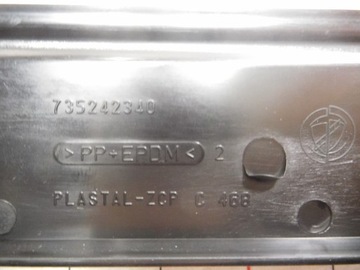 735242340
>PP+EPDM< 2
PLASTAL-ZCP C 468